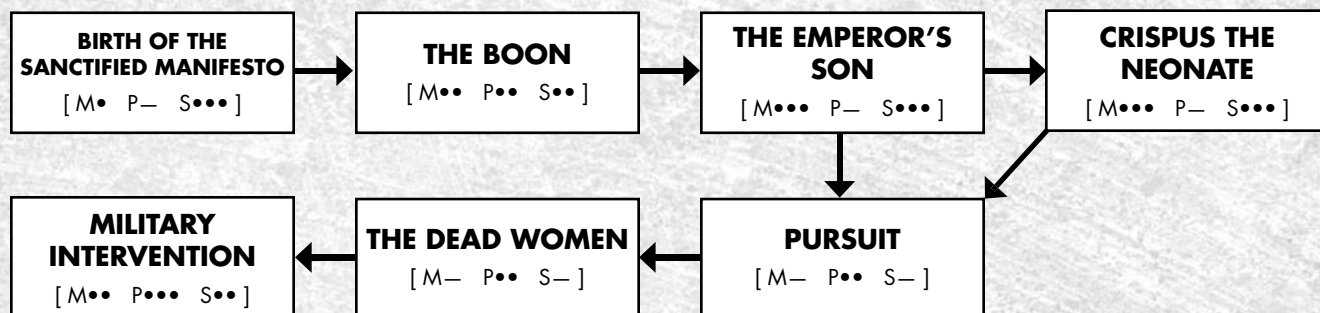 BIRTH OF THE
SANCTIFIED MANIFESTO
[ M• P— S••• ]
THE BOON
[ M•• P•• S•• ]
THE EMPEROR’S
SON
[ M••• P— S••• ]
CRISPUS THE
NEONATE
[ M••• P— S••• ]
MILITARY
INTERVENTION
[ M•• P••• S•• ]
THE DEAD WOMEN
[ M— P•• S— ]
PURSUIT
[ M— P•• S— ]